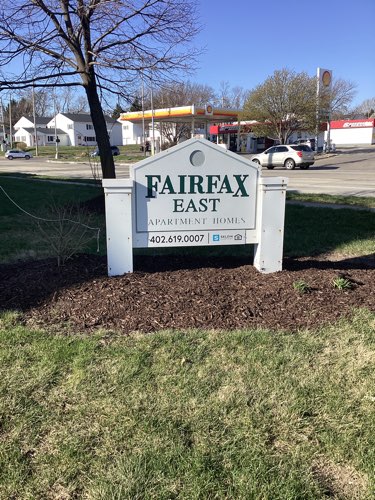 FAIRFAX
EAST
APARTMENT HOMES
402.619.0007